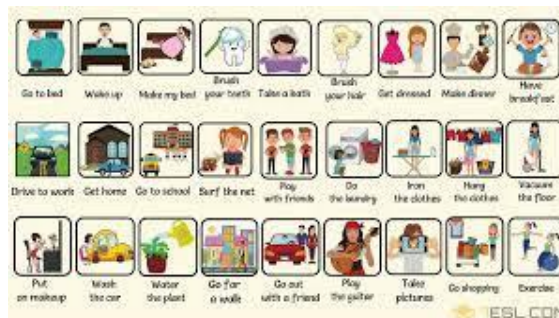 Go to bed Wake up Make my bed Brush your teeth Take a bath Brush your hair Get dressed Make dinner Have breakfast
Drive to work Get home Go to school Surf the net Play with friends Do the laundry Iron the clothes Hang the clothes Vacuum the floor
Put on makeup Wash the car Water the plant Go for a walk Go out with a friend Play the guitar Take pictures Go shopping Exercise
ESL.COM